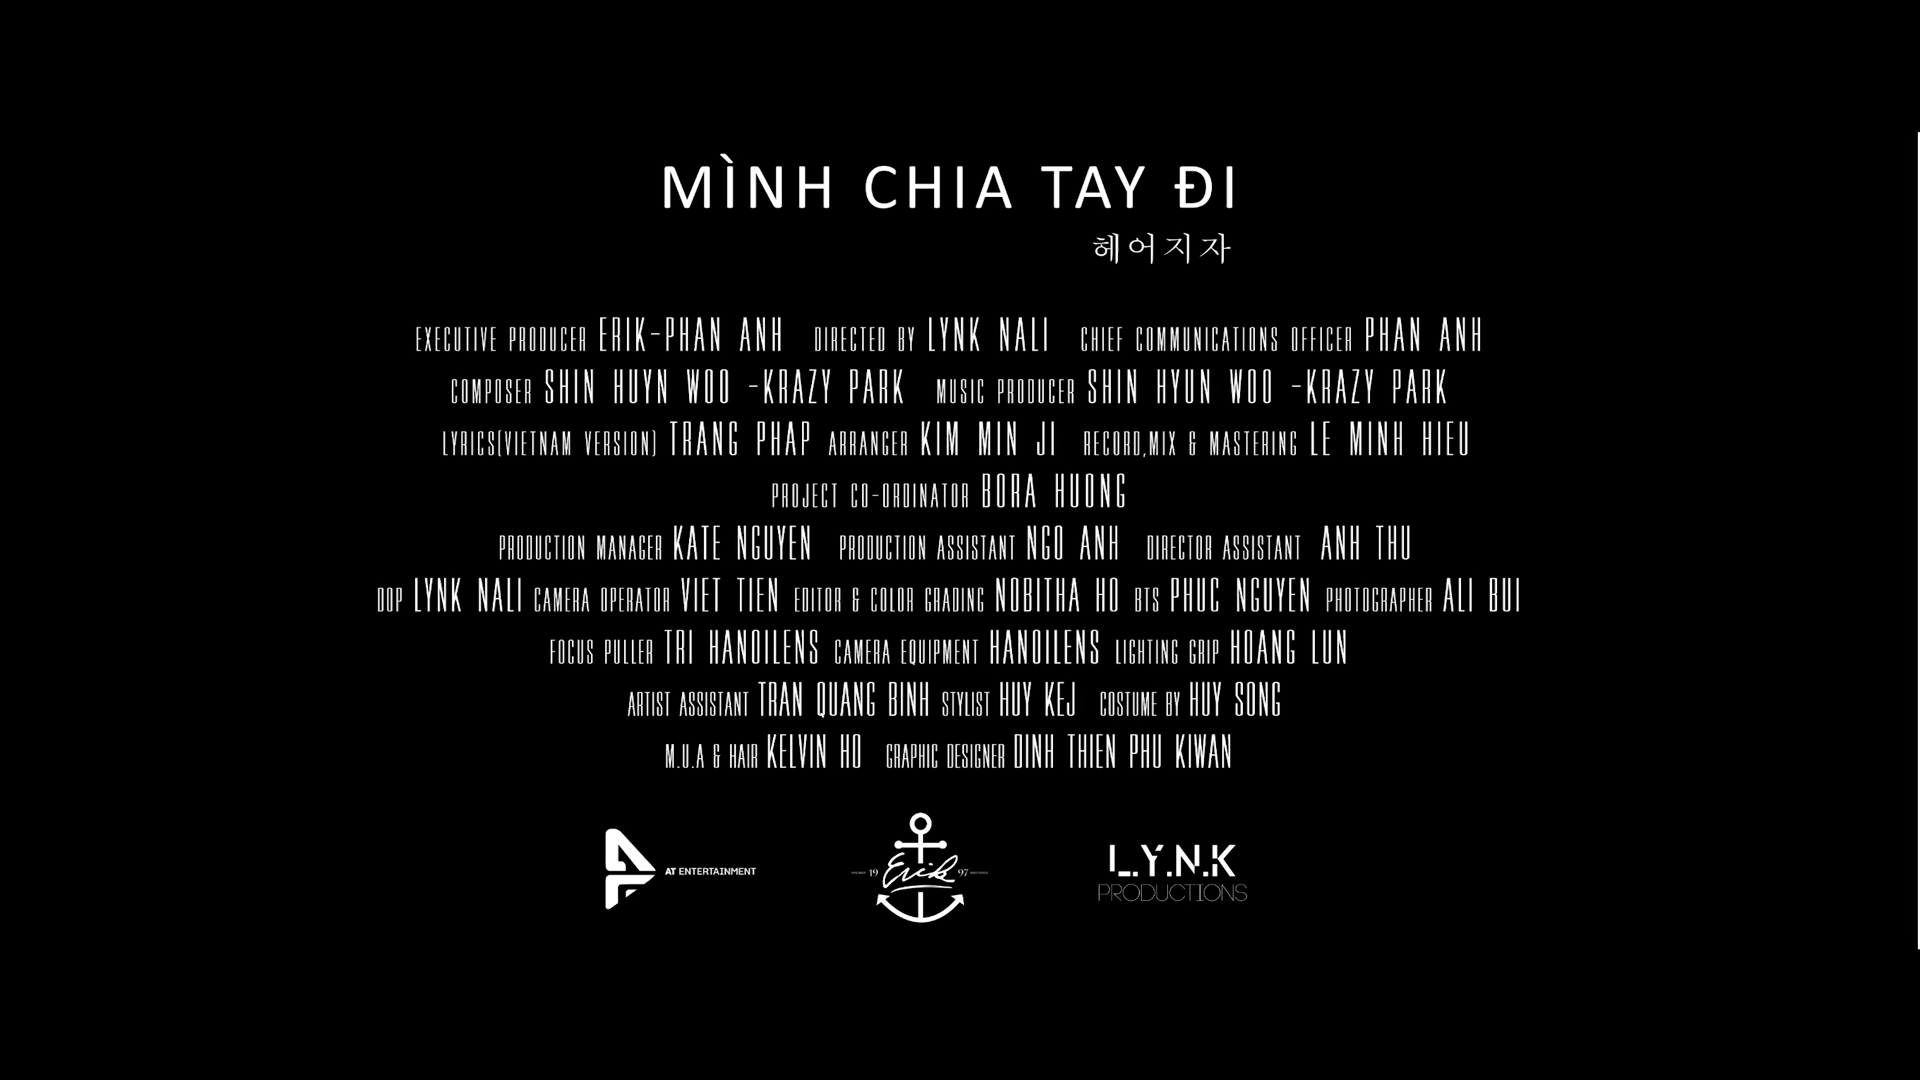 MÌNH CHIA TAY ĐI
헤어지자
EXECUTIVE PRODUCER ERIK-PHAN ANH DIRECTED BY LYNK NALI CHIEF COMMUNICATIONS OFFICER PHAN ANH
COMPOSER SHIN HUYN WOO -KRAZY PARK MUSIC PRODUCER SHIN HYUN WOO -KRAZY PARK
LYRICS(VIETNAM VERSION) TRANG PHAP ARRANGER KIM MIN JI RECORD,MIX & MASTERING LE MINH HIEU
PROJECT CO-ORDINATOR BORA HUONG
PRODUCTION MANAGER KATE NGUYEN PRODUCTION ASSISTANT NGO ANH DIRECTOR ASSISTANT ANH THU
DOP LYNK NALI CAMERA OPERATOR VIET TIEN EDITOR & COLOR GRADING NOBITHA HO BTS PHUC NGUYEN PHOTOGRAPHER ALI BUI
FOCUS PULLER TRI HANOILENS CAMERA EQUIPMENT HANOILENS LIGHTING GRIP HOANG LUN
ARTIST ASSISTANT TRAN QUANG BINH STYLIST HUY KEJ COSTUME BY HUY SONG
M.U.A & HAIR KELVIN HO GRAPHIC DESIGNER DINH THIEN PHU KIWAN
AT ENTERTAINMENT
19 Erik 97
L.Y.N.K
PRODUCTIONS